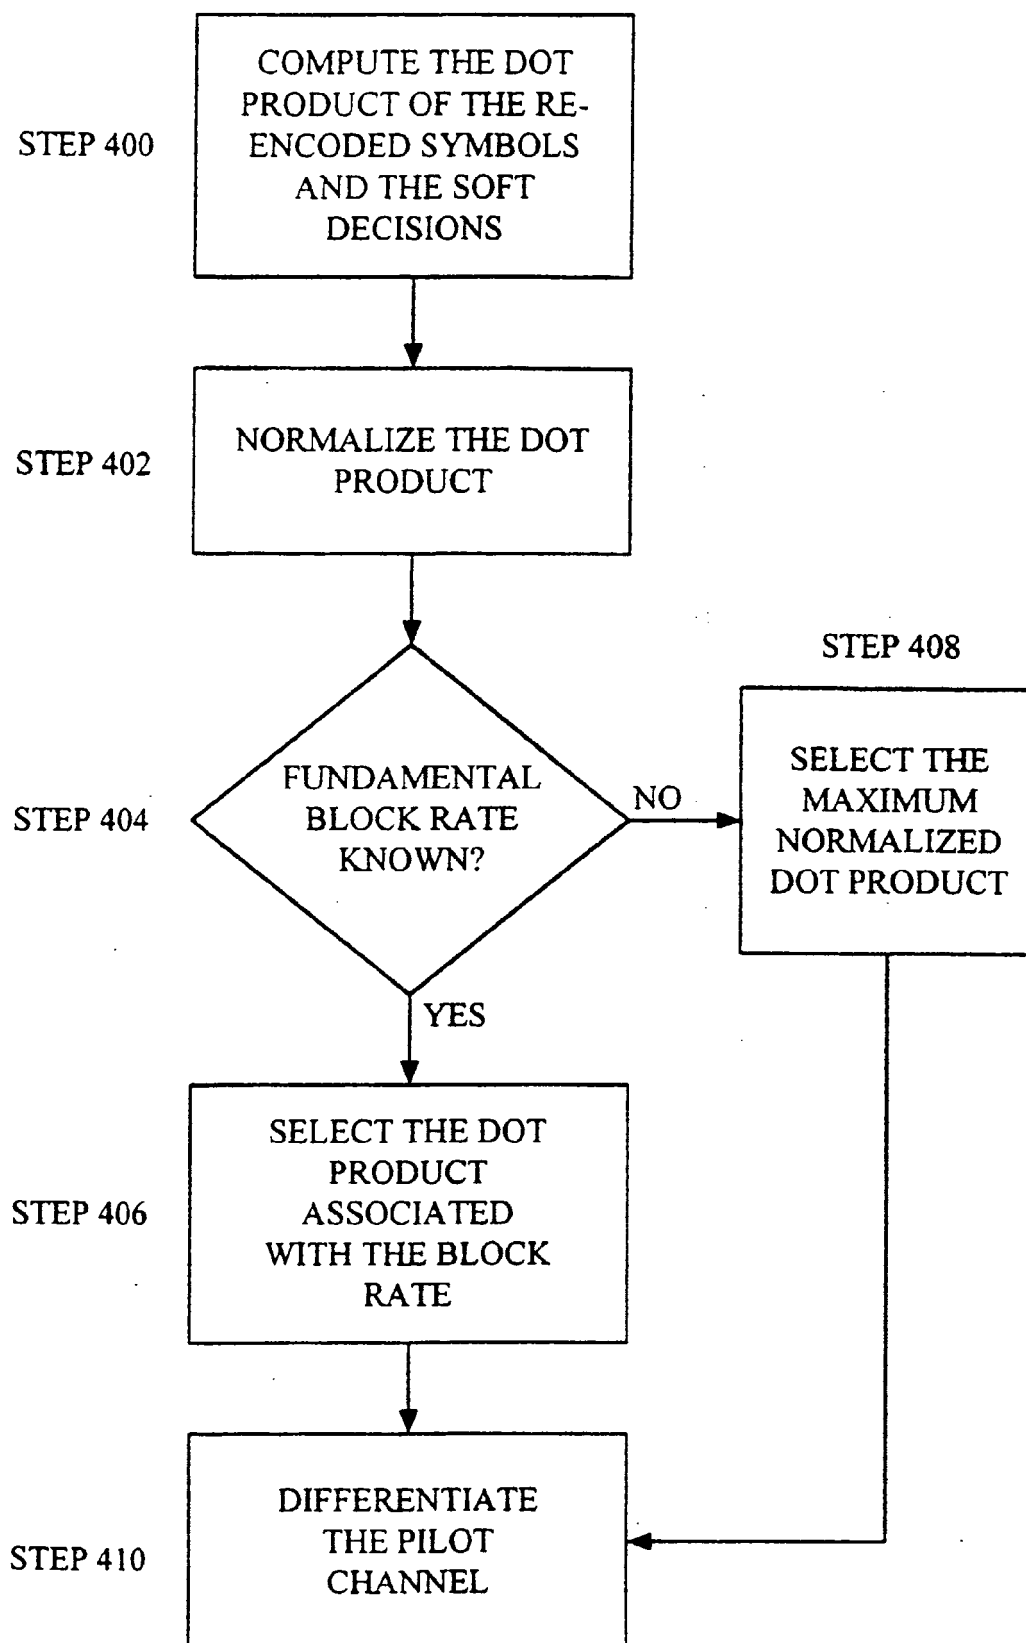 COMPUTE THE DOT
PRODUCT OF THE RE-
ENCODED SYMBOLS
AND THE SOFT
DECISIONS
STEP 400
NORMALIZE THE DOT
PRODUCT
STEP 402
STEP 408
FUNDAMENTAL
BLOCK RATE
KNOWN?
STEP 404
NO
SELECT THE
MAXIMUM
NORMALIZED
DOT PRODUCT
YES
SELECT THE DOT
PRODUCT
ASSOCIATED
WITH THE BLOCK
RATE
STEP 406
DIFFERENTIATE
THE PILOT
CHANNEL
STEP 410